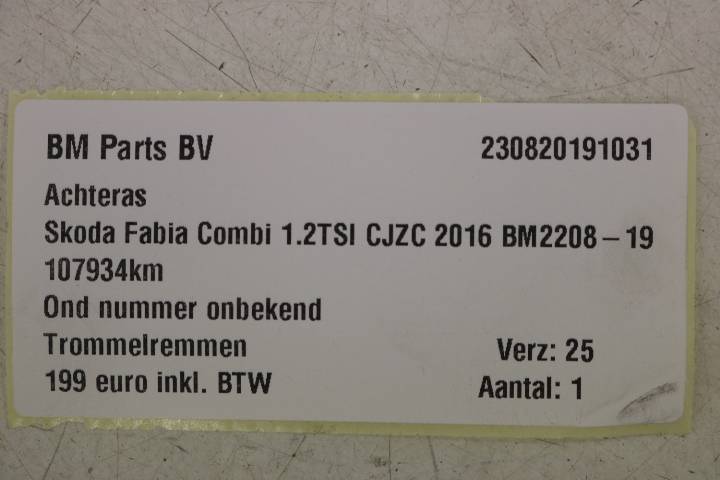 BM Parts BV 230820191031
Achteras
Skoda Fabia Combi 1.2TSI CJZC 2016 BM2208-19
107934km
Ond nummer onbekend
Trommelremmen Verz: 25
199 euro inkl. BTW Aantal: 1